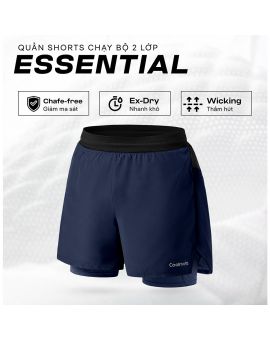 QUẦN SHORTS CHẠY BỘ 2 LỚP
ESSENTIAL
Chafe-free
Giảm ma sát
Ex-Dry
Nhanh khô
Wicking
Thấm hút
Coolmate